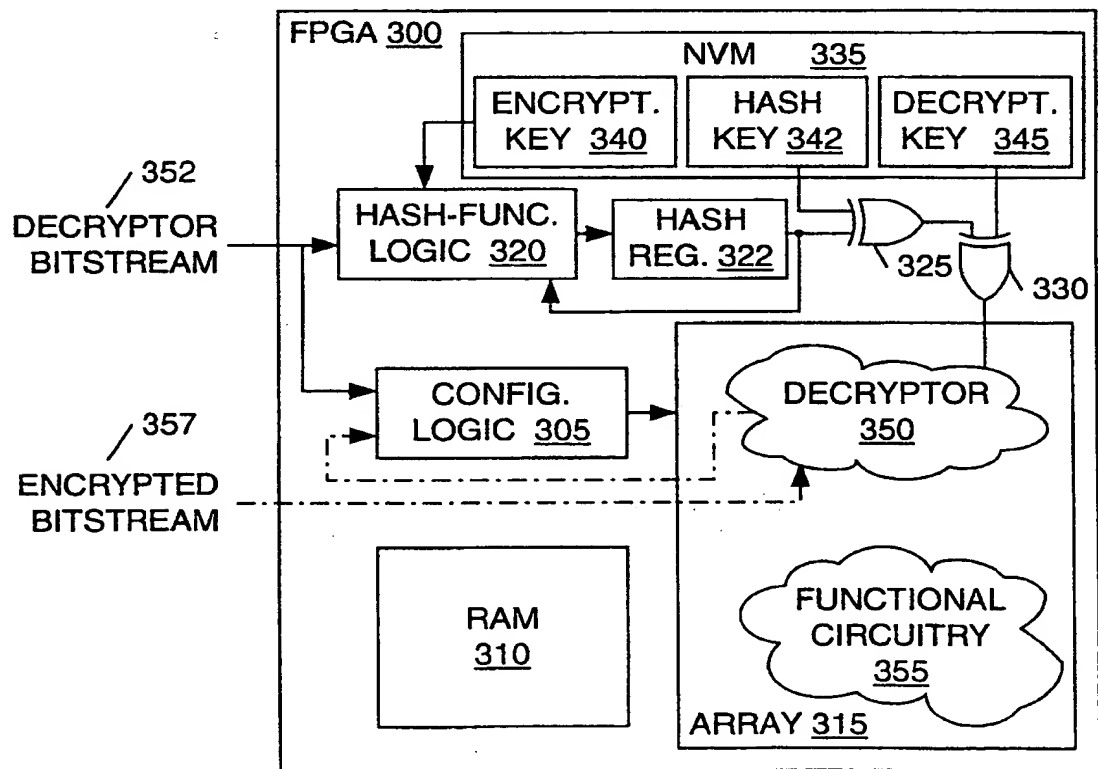 FPGA 300
NVM 335
ENCRYPT.
KEY 340
HASH
KEY 342
DECRYPT.
KEY 345
352
DECRYPTOR
BITSTREAM
HASH-FUNC.
LOGIC 320
HASH
REG. 322
325
330
CONFIG.
LOGIC 305
DECRYPTOR
350
357
ENCRYPTED
BITSTREAM
RAM
310
FUNCTIONAL
CIRCUITRY
355
ARRAY 315